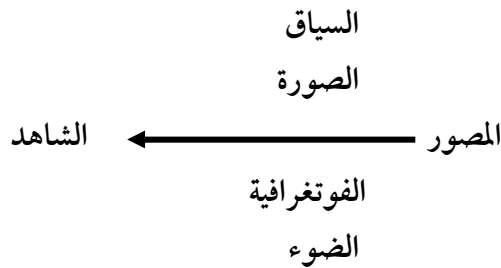 السياق
الصورة
المصور الشاهد
الفوتغرافية
الضوء